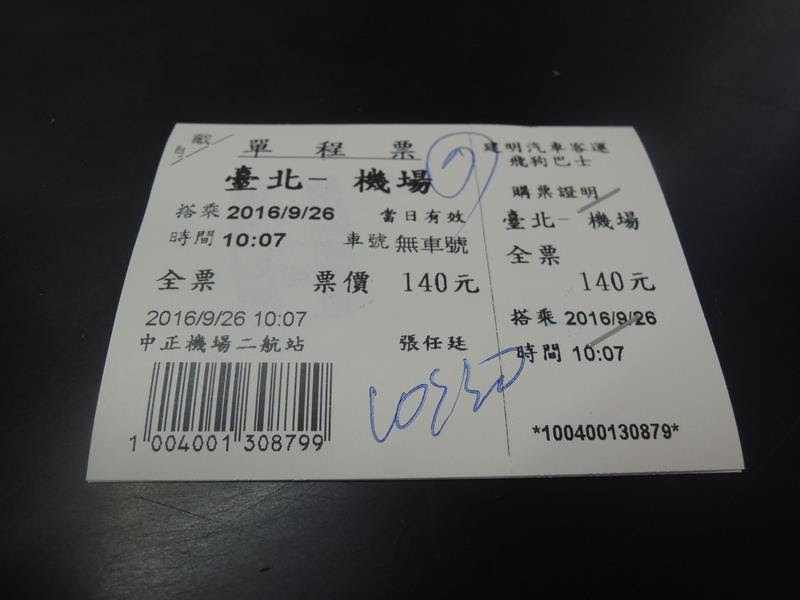 單 程 票
臺北－ 機場
搭乘 2016/9/26 當日有效
時間 10:07 車號 無車號
全票 票價 140元
2016/9/26 10:07
中正機場二航站 張任廷
1 004001 308799
建明汽車客運
飛狗巴士
購票證明
臺北－ 機場
全票
140元
搭乘 2016/9/26
時間 10:07
*100400130879*